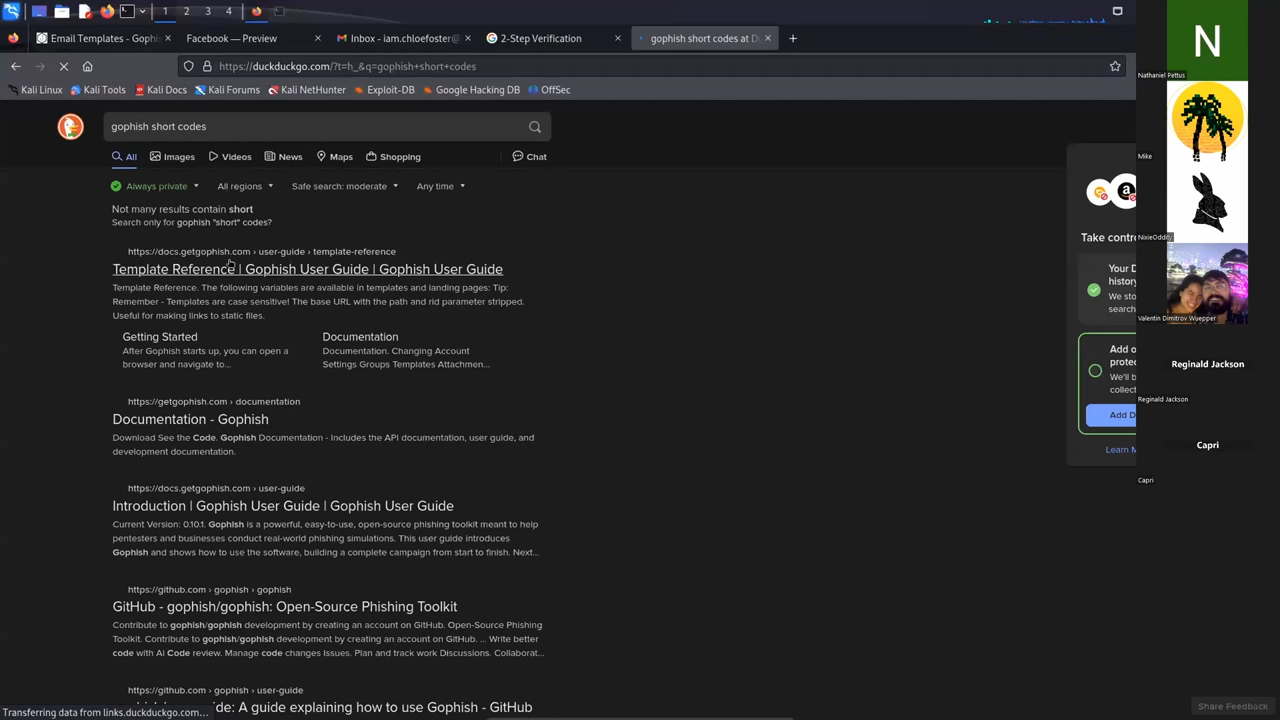 1 2 3 4
Email Templates - Goph
Facebook — Preview
Inbox - iam.chloefoster@
2-Step Verification
gophish short codes at D
https://duckduckgo.com/?t=h_&q=gophish+short+codes
Kali Linux
Kali Tools
Kali Docs
Kali Forums
Kali NetHunter
Exploit-DB
Google Hacking DB
OffSec
gophish short codes
All
Images
Videos
News
Maps
Shopping
Chat
Always private
All regions
Safe search: moderate
Any time
Not many results contain short
Search only for gophish "short" codes?
https://docs.getgophish.com › user-guide › template-reference
Template Reference | Gophish User Guide | Gophish User Guide
Template Reference. The following variables are available in templates and landing pages: Tip:
Remember - Templates are case sensitive! The base URL with the path and rid parameter stripped.
Useful for making links to static files.
Getting Started
After Gophish starts up, you can open a
browser and navigate to...
Documentation
Documentation. Changing Account
Settings Groups Templates Attachmen...
https://getgophish.com › documentation
Documentation - Gophish
Download See the Code. Gophish Documentation - Includes the API documentation, user guide, and
development documentation.
https://docs.getgophish.com › user-guide
Introduction | Gophish User Guide | Gophish User Guide
Current Version: 0.10.1. Gophish is a powerful, easy-to-use, open-source phishing toolkit meant to help
pentesters and businesses conduct real-world phishing simulations. This user guide introduces
Gophish and shows how to use the software, building a complete campaign from start to finish. Next...
https://github.com › gophish › gophish
GitHub - gophish/gophish: Open-Source Phishing Toolkit
Contribute to gophish/gophish development by creating an account on GitHub. Open-Source Phishing
Toolkit. Contribute to gophish/gophish development by creating an account on GitHub. ... Write better
code with AI Code review. Manage code changes Issues. Plan and track work Discussions. Collaborat...
https://github.com › gophish › user-guide
ide: A guide explaining how to use Gophish - GitHub
Transferring data from links.duckduckgo.com...
Take contr
Your D
history
We sto
search
Add o
prote
We'll b
collec
Add D
Learn M
Share Feedback
N
Nathaniel Pettus
Mike
NixieOddity
Valentin Dimitrov Wuepper
Reginald Jackson
Reginald Jackson
Capri
Capri